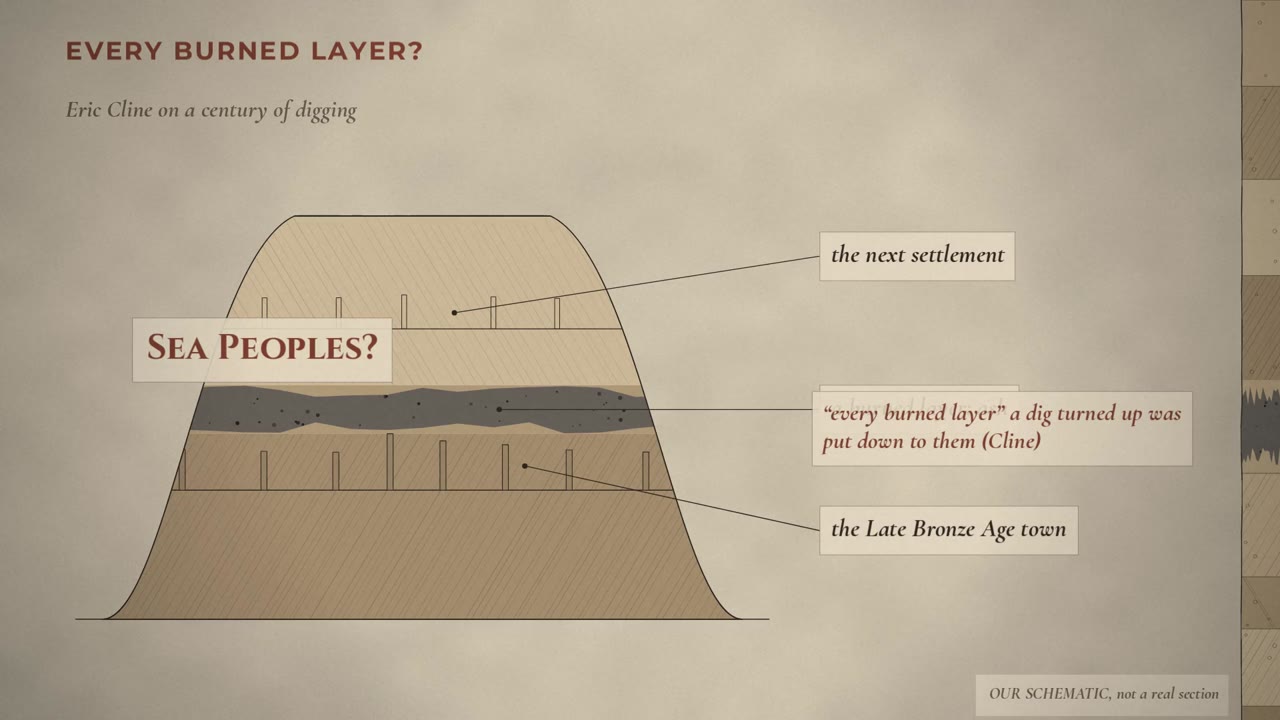 EVERY BURNED LAYER?
Eric Cline on a century of digging
the next settlement
SEA PEOPLES?
“every burned layer” a dig turned up was
put down to them (Cline)
the Late Bronze Age town
OUR SCHEMATIC, not a real section